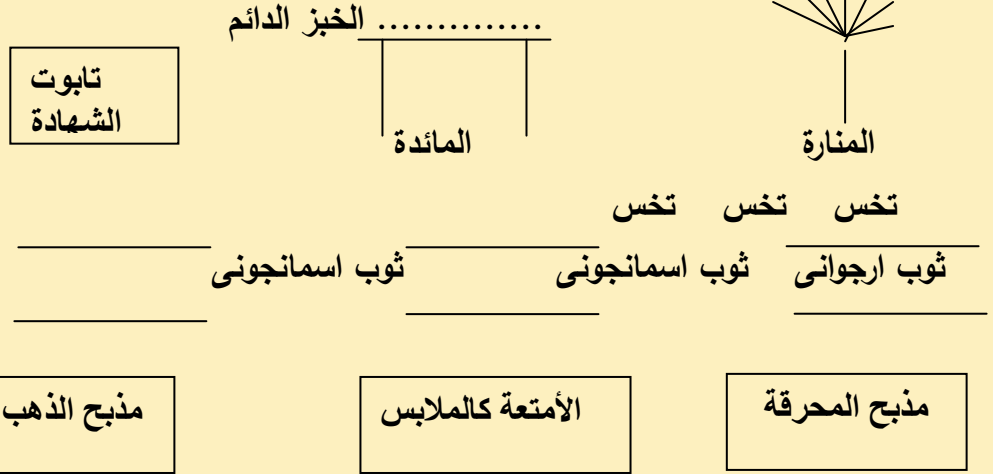 .............. الخبز الدائم
تابوت
الشهادة
المائدة
المنارة
تخس تخس تخس
ثوب ارجوانى ثوب اسمانجونى ثوب اسمانجونى
مذبح المحرقة
الأمتعة كالملابس
مذبح الذهب